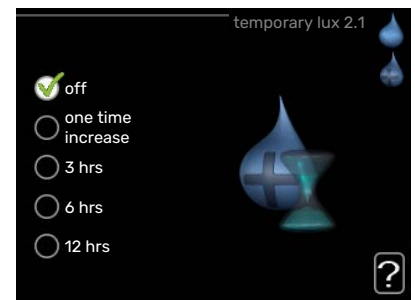 temporary lux 2.1
off
one time
increase
3 hrs
6 hrs
12 hrs
?